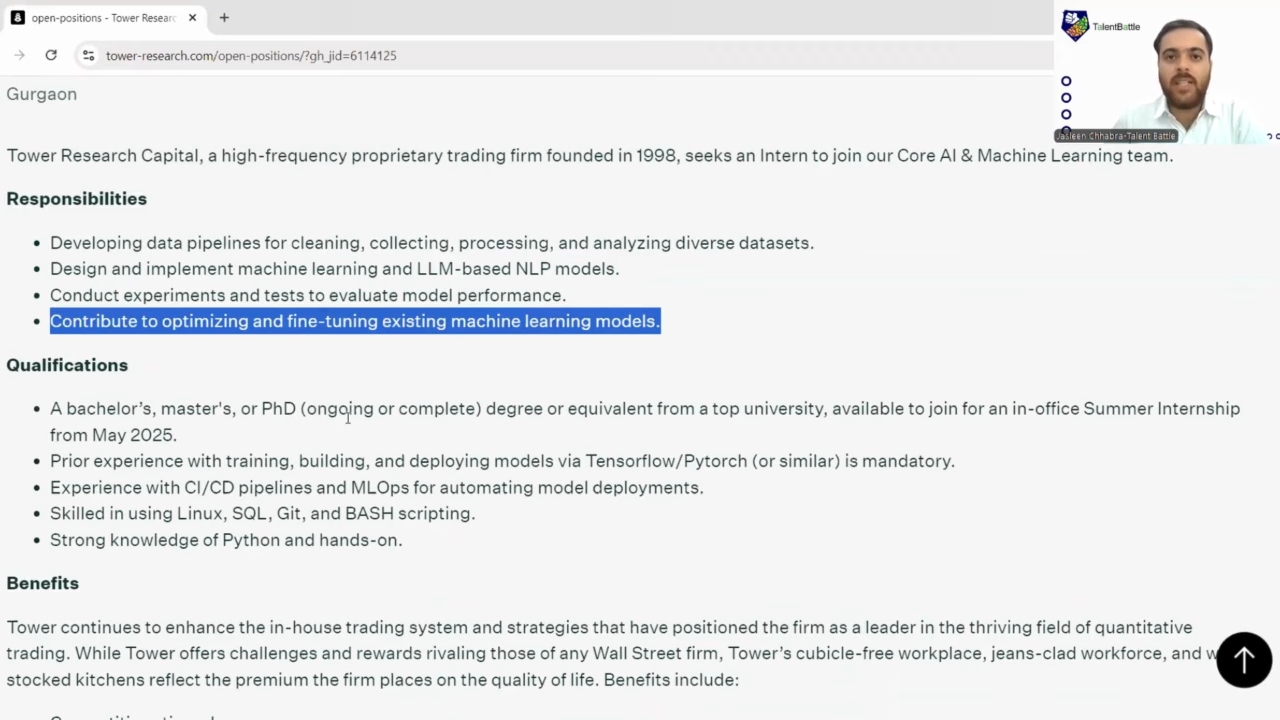 open-positions - Tower Researc
tower-research.com/open-positions/?gh_jid=6114125
TalentBattle
Jasleen Chhabra-Talent Battle
Gurgaon
Tower Research Capital, a high-frequency proprietary trading firm founded in 1998, seeks an Intern to join our Core AI & Machine Learning team.
Responsibilities
Developing data pipelines for cleaning, collecting, processing, and analyzing diverse datasets.
Design and implement machine learning and LLM-based NLP models.
Conduct experiments and tests to evaluate model performance.
Contribute to optimizing and fine-tuning existing machine learning models.
Qualifications
A bachelor’s, master's, or PhD (ongoing or complete) degree or equivalent from a top university, available to join for an in-office Summer Internship
from May 2025.
Prior experience with training, building, and deploying models via Tensorflow/Pytorch (or similar) is mandatory.
Experience with CI/CD pipelines and MLOps for automating model deployments.
Skilled in using Linux, SQL, Git, and BASH scripting.
Strong knowledge of Python and hands-on.
Benefits
Tower continues to enhance the in-house trading system and strategies that have positioned the firm as a leader in the thriving field of quantitative
trading. While Tower offers challenges and rewards rivaling those of any Wall Street firm, Tower’s cubicle-free workplace, jeans-clad workforce, and w
stocked kitchens reflect the premium the firm places on the quality of life. Benefits include: